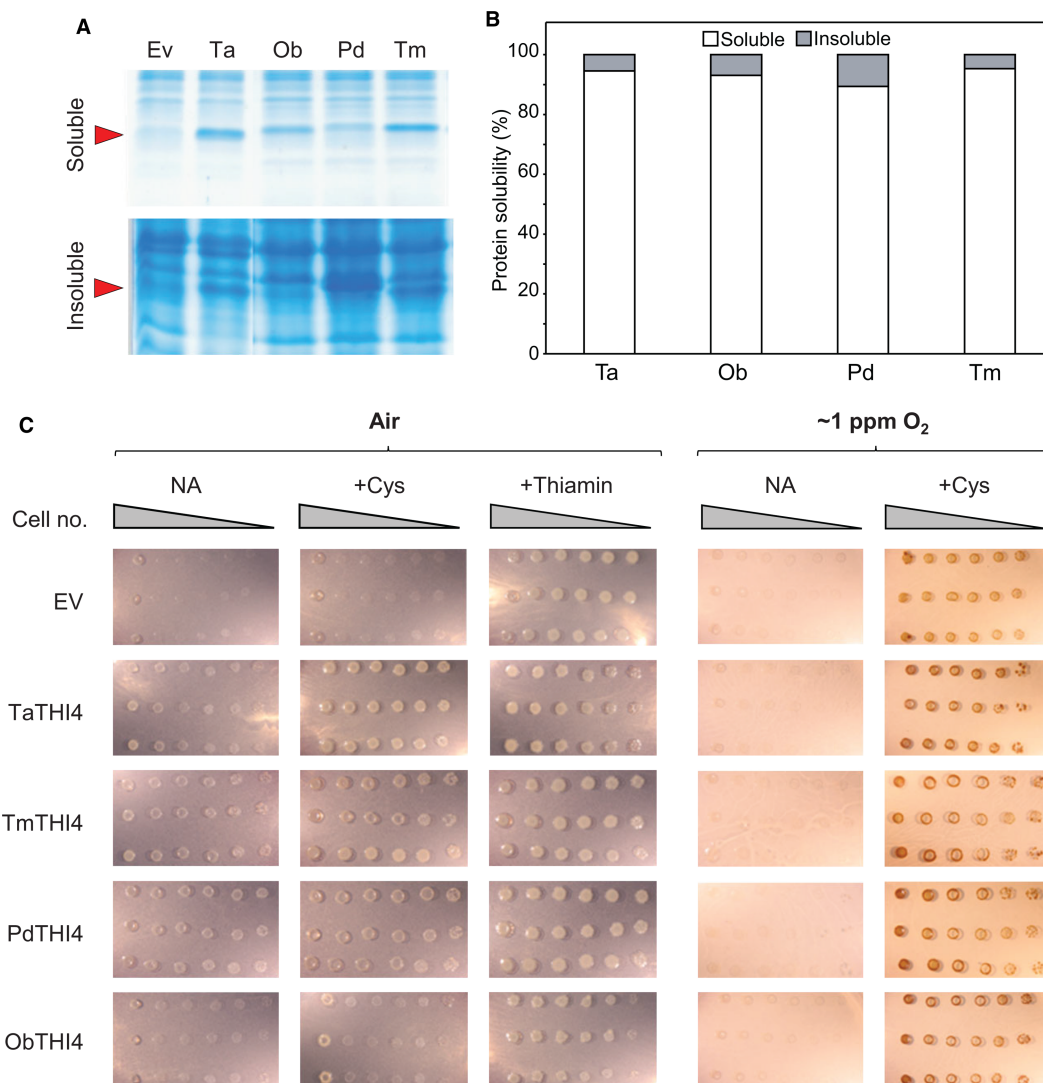 A
Ev Ta Ob Pd Tm
Soluble
Insoluble
B
Soluble Insoluble
Protein solubility (%)
100
80
60
40
20
0
Ta Ob Pd Tm
C
Air
~1 ppm O₂
NA +Cys +Thiamin NA +Cys
Cell no.
EV
TaTHI4
TmTHI4
PdTHI4
ObTHI4